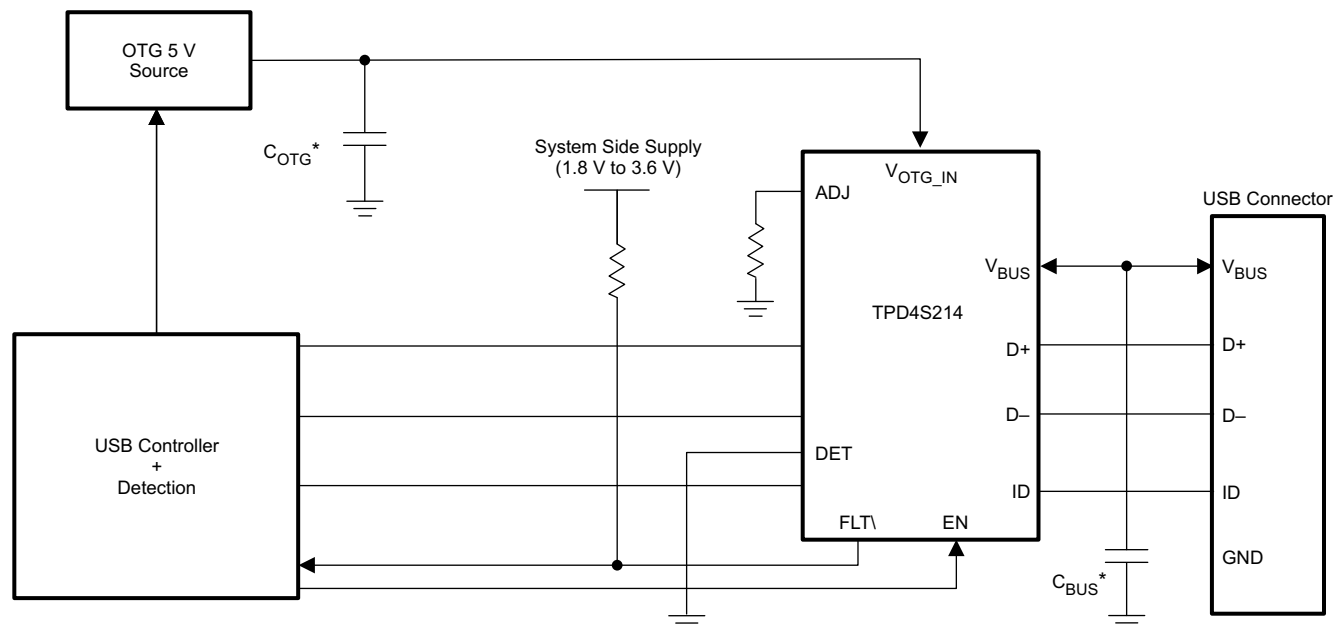 OTG 5 V
Source
C_OTG*
System Side Supply
(1.8 V to 3.6 V)
V_OTG_IN
ADJ
USB Connector
V_BUS
V_BUS
TPD4S214
D+
D+
D–
D–
USB Controller
+
Detection
DET
ID
ID
FLT\
EN
GND
C_BUS*